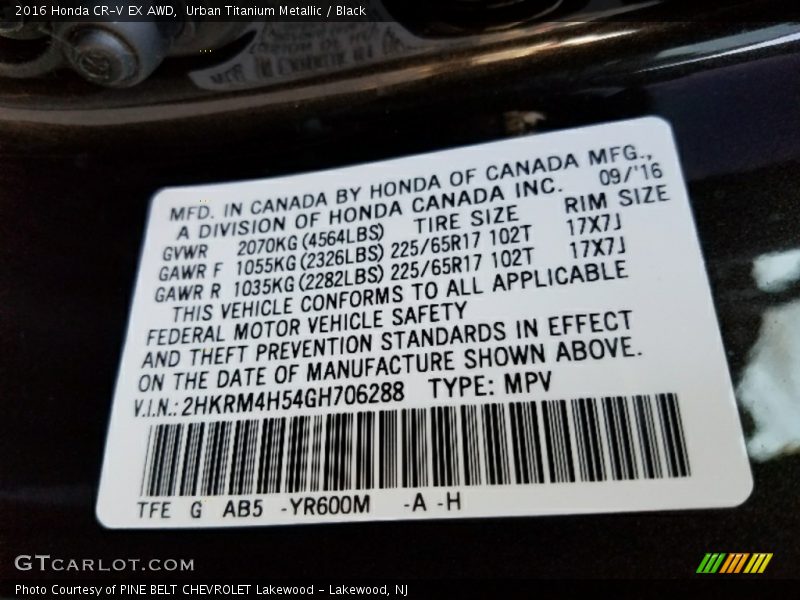 2016 Honda CR-V EX AWD, Urban Titanium Metallic / Black
MFD. IN CANADA BY HONDA OF CANADA MFG.,
A DIVISION OF HONDA CANADA INC. 09/'16
GVWR 2070KG (4564LBS) TIRE SIZE RIM SIZE
GAWR F 1055KG (2326LBS) 225/65R17 102T 17X7J
GAWR R 1035KG (2282LBS) 225/65R17 102T 17X7J
THIS VEHICLE CONFORMS TO ALL APPLICABLE
FEDERAL MOTOR VEHICLE SAFETY
AND THEFT PREVENTION STANDARDS IN EFFECT
ON THE DATE OF MANUFACTURE SHOWN ABOVE.
V.I.N.: 2HKRM4H54GH706288 TYPE: MPV
TFE G AB5 -YR600M -A -H
GTCARLOT.COM
Photo Courtesy of PINE BELT CHEVROLET Lakewood - Lakewood, NJ